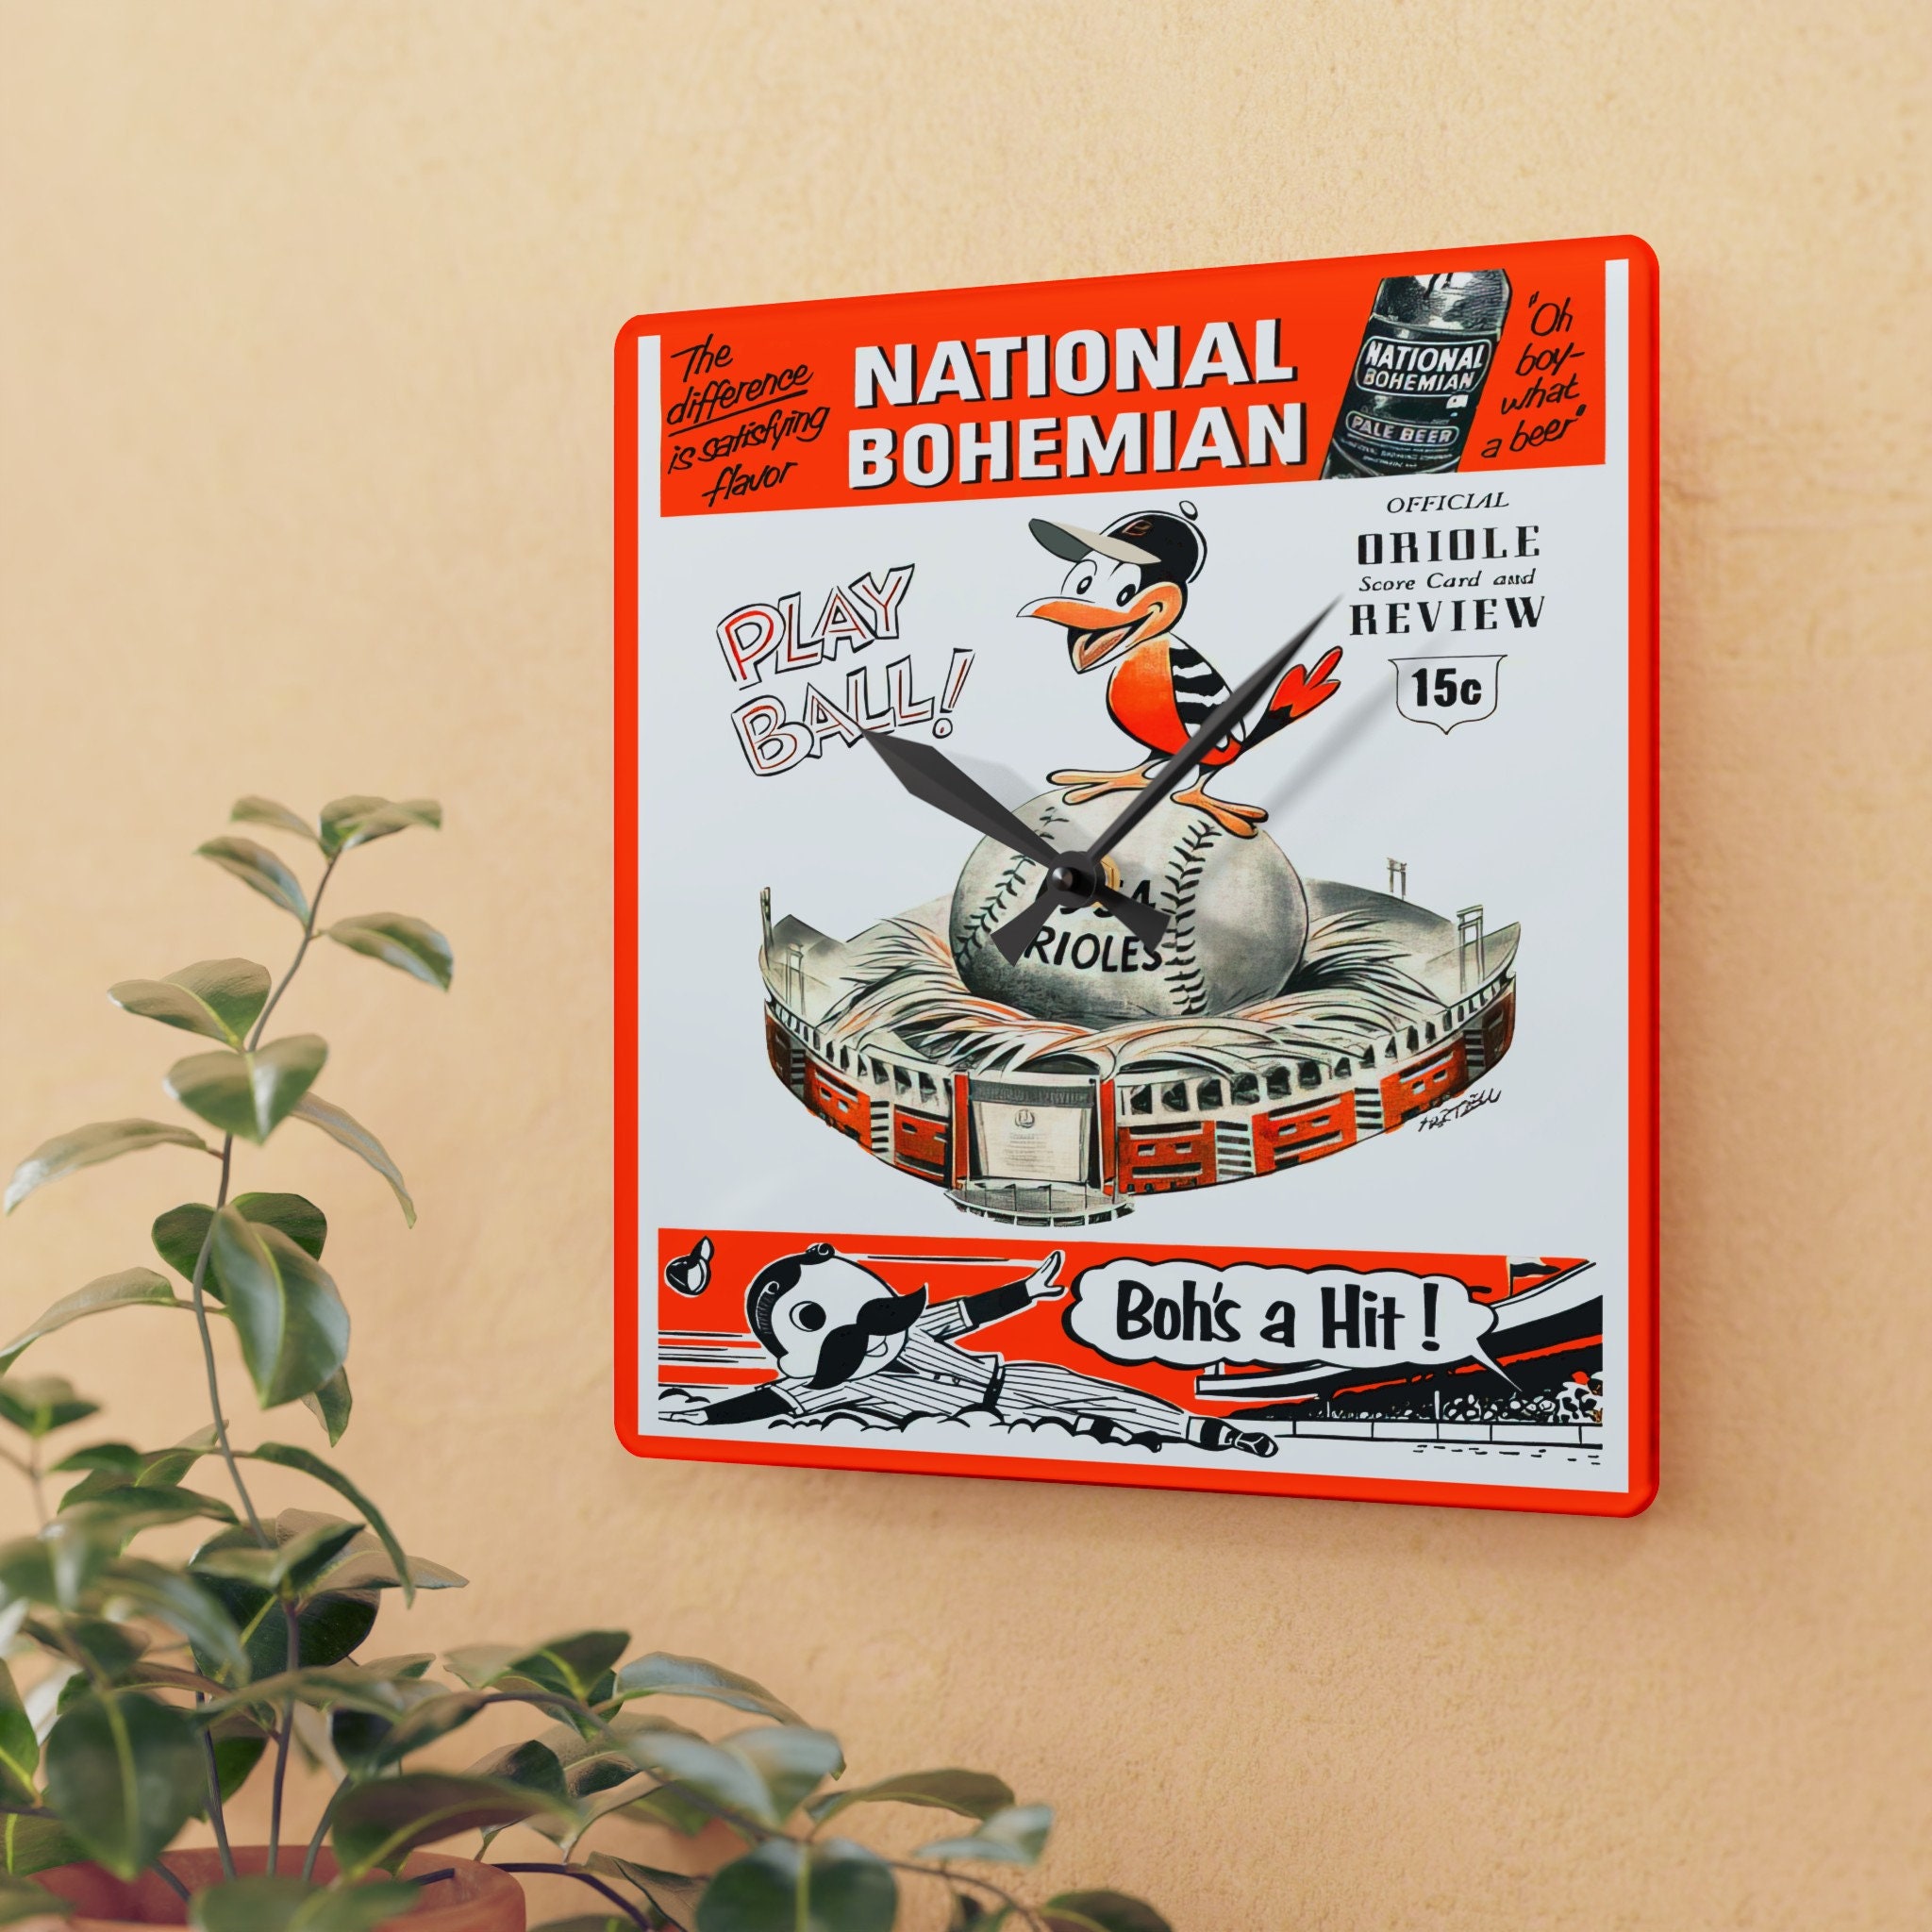 The
difference
is satisfying
flavor
NATIONAL
BOHEMIAN
NATIONAL
BOHEMIAN
PALE BEER
"Oh
boy-
what
a beer"
OFFICIAL
ORIOLE
Score Card and
REVIEW
15c
PLAY
BALL!
RIOLES
Boh's a Hit!